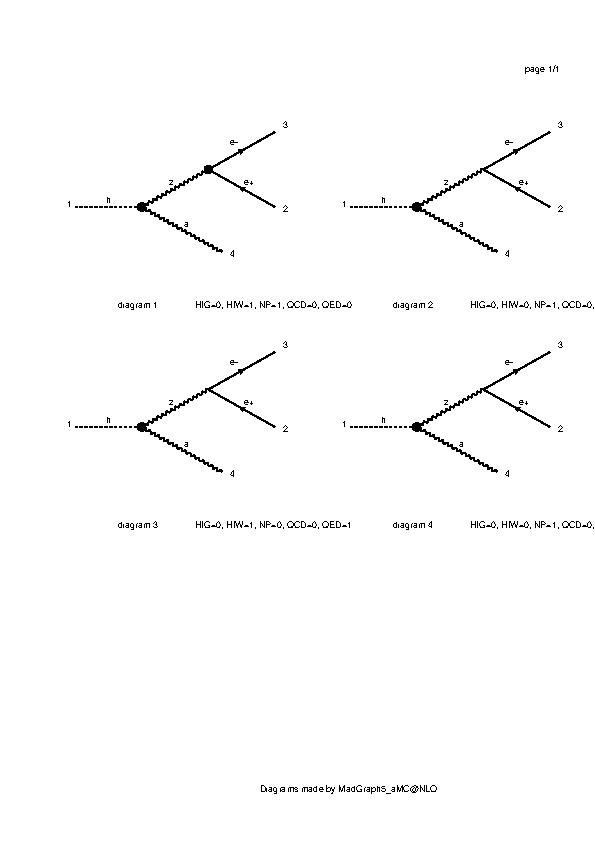 page 1/1
3
e-
z
e+
h
1
2
a
4
diagram 1 HIG=0, HIW=1, NP=1, QCD=0, QED=0
3
e-
z
e+
h
1
2
a
4
diagram 2 HIG=0, HIW=0, NP=1, QCD=0,
3
e-
z
e+
h
1
2
a
4
diagram 3 HIG=0, HIW=1, NP=0, QCD=0, QED=1
3
e-
z
e+
h
1
2
a
4
diagram 4 HIG=0, HIW=0, NP=1, QCD=0,
Diagrams made by MadGraph5_aMC@NLO